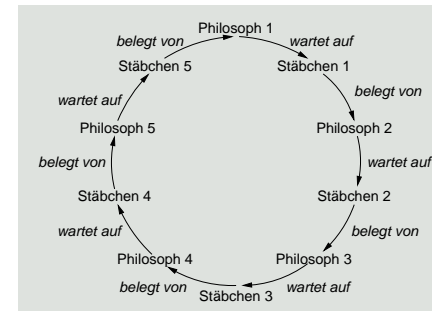 Philosoph 1
belegt von
wartet auf
Stäbchen 5
Stäbchen 1
belegt von
wartet auf
Philosoph 5
Philosoph 2
belegt von
wartet auf
Stäbchen 4
Stäbchen 2
wartet auf
belegt von
Philosoph 4
Philosoph 3
belegt von
wartet auf
Stäbchen 3